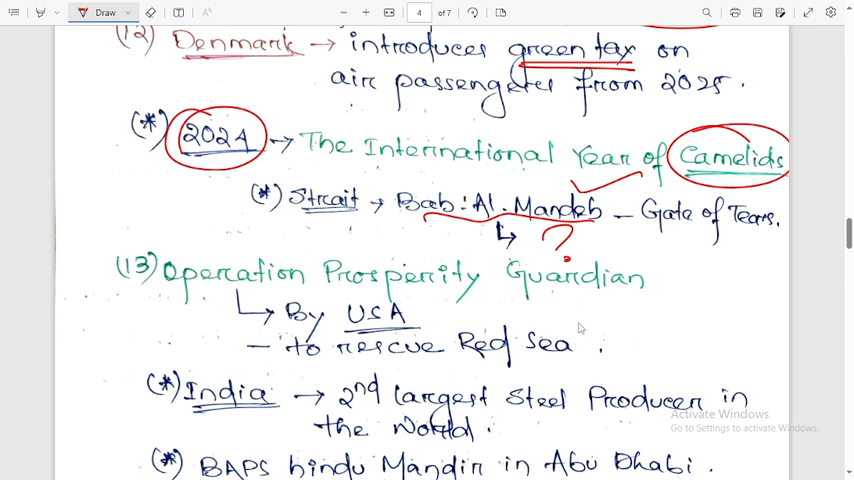 Draw
4 of 7
(12) Denmark → introduces green tax on
air passengers from 2025.
(*) 2024 → The International Year of Camelids
(*) Strait → Bab-Al-Mandeb - Gate of Tears.
?
(13) Operation Prosperity Guardian
By USA
- to rescue Red Sea.
(*) India → 2nd largest Steel Producer in
the World.
(*) BAPS hindu Mandir in Abu Dhabi.
Activate Windows
Go to Settings to activate Windows.